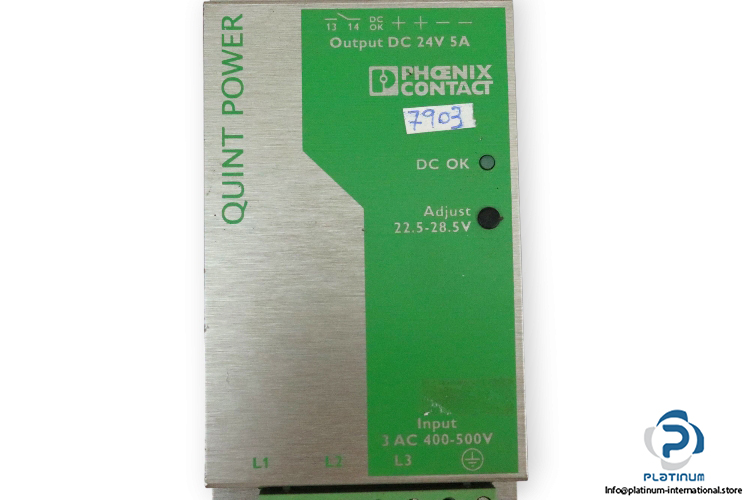 13 14 DC OK + + − −
Output DC 24V 5A
QUINT POWER
PHŒNIX
CONTACT
7903
DC OK
Adjust
22.5-28.5V
Input
3 AC 400-500V
L1 L2 L3
PLATINUM
Info@platinum-international.store